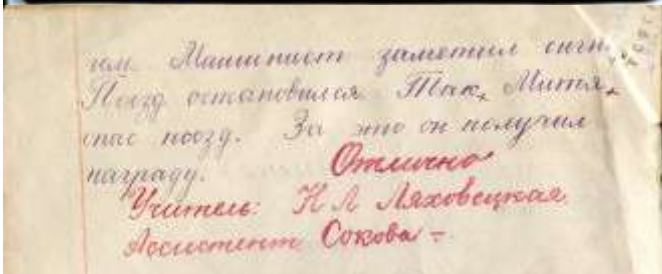 им. Машинист заметил сигн
Поезд остановился. Так, Митя,
спас поезд. За это он получил
награду. Отлично
Учитель: Н Л Ляховецкая
Ассистент Сокова